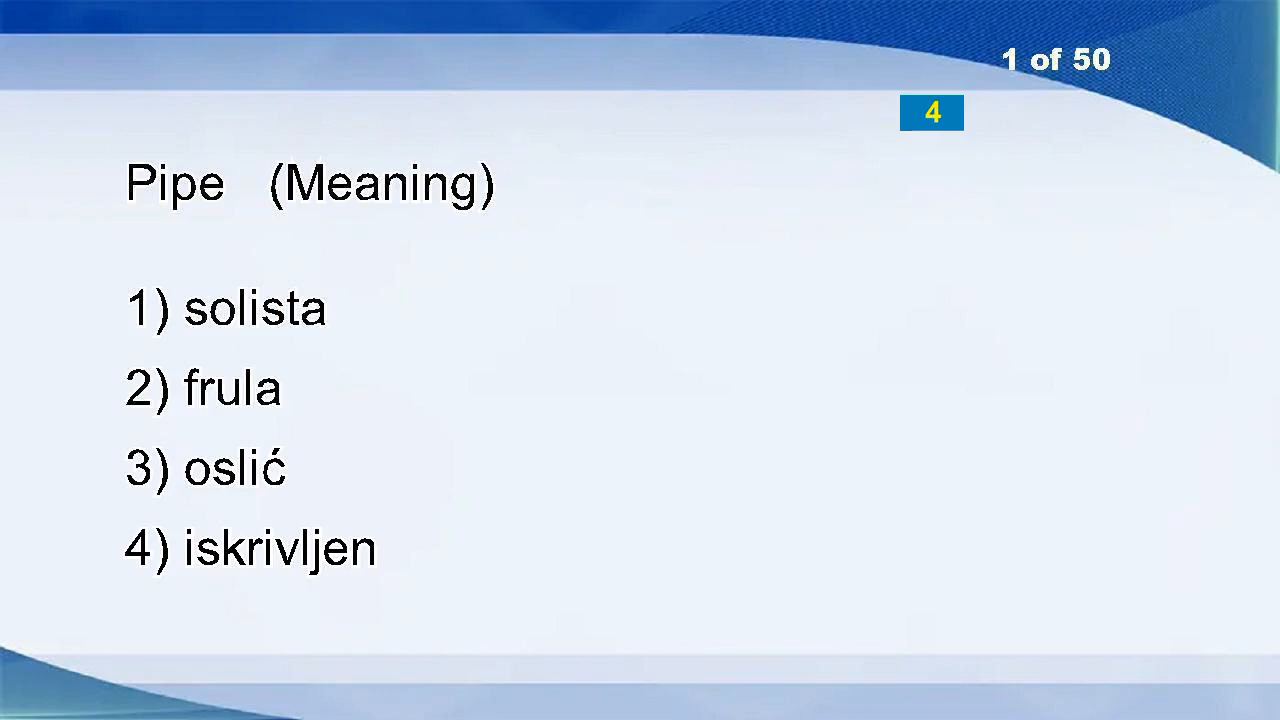 1 of 50
4
Pipe (Meaning)
1) solista
2) frula
3) oslić
4) iskrivljen